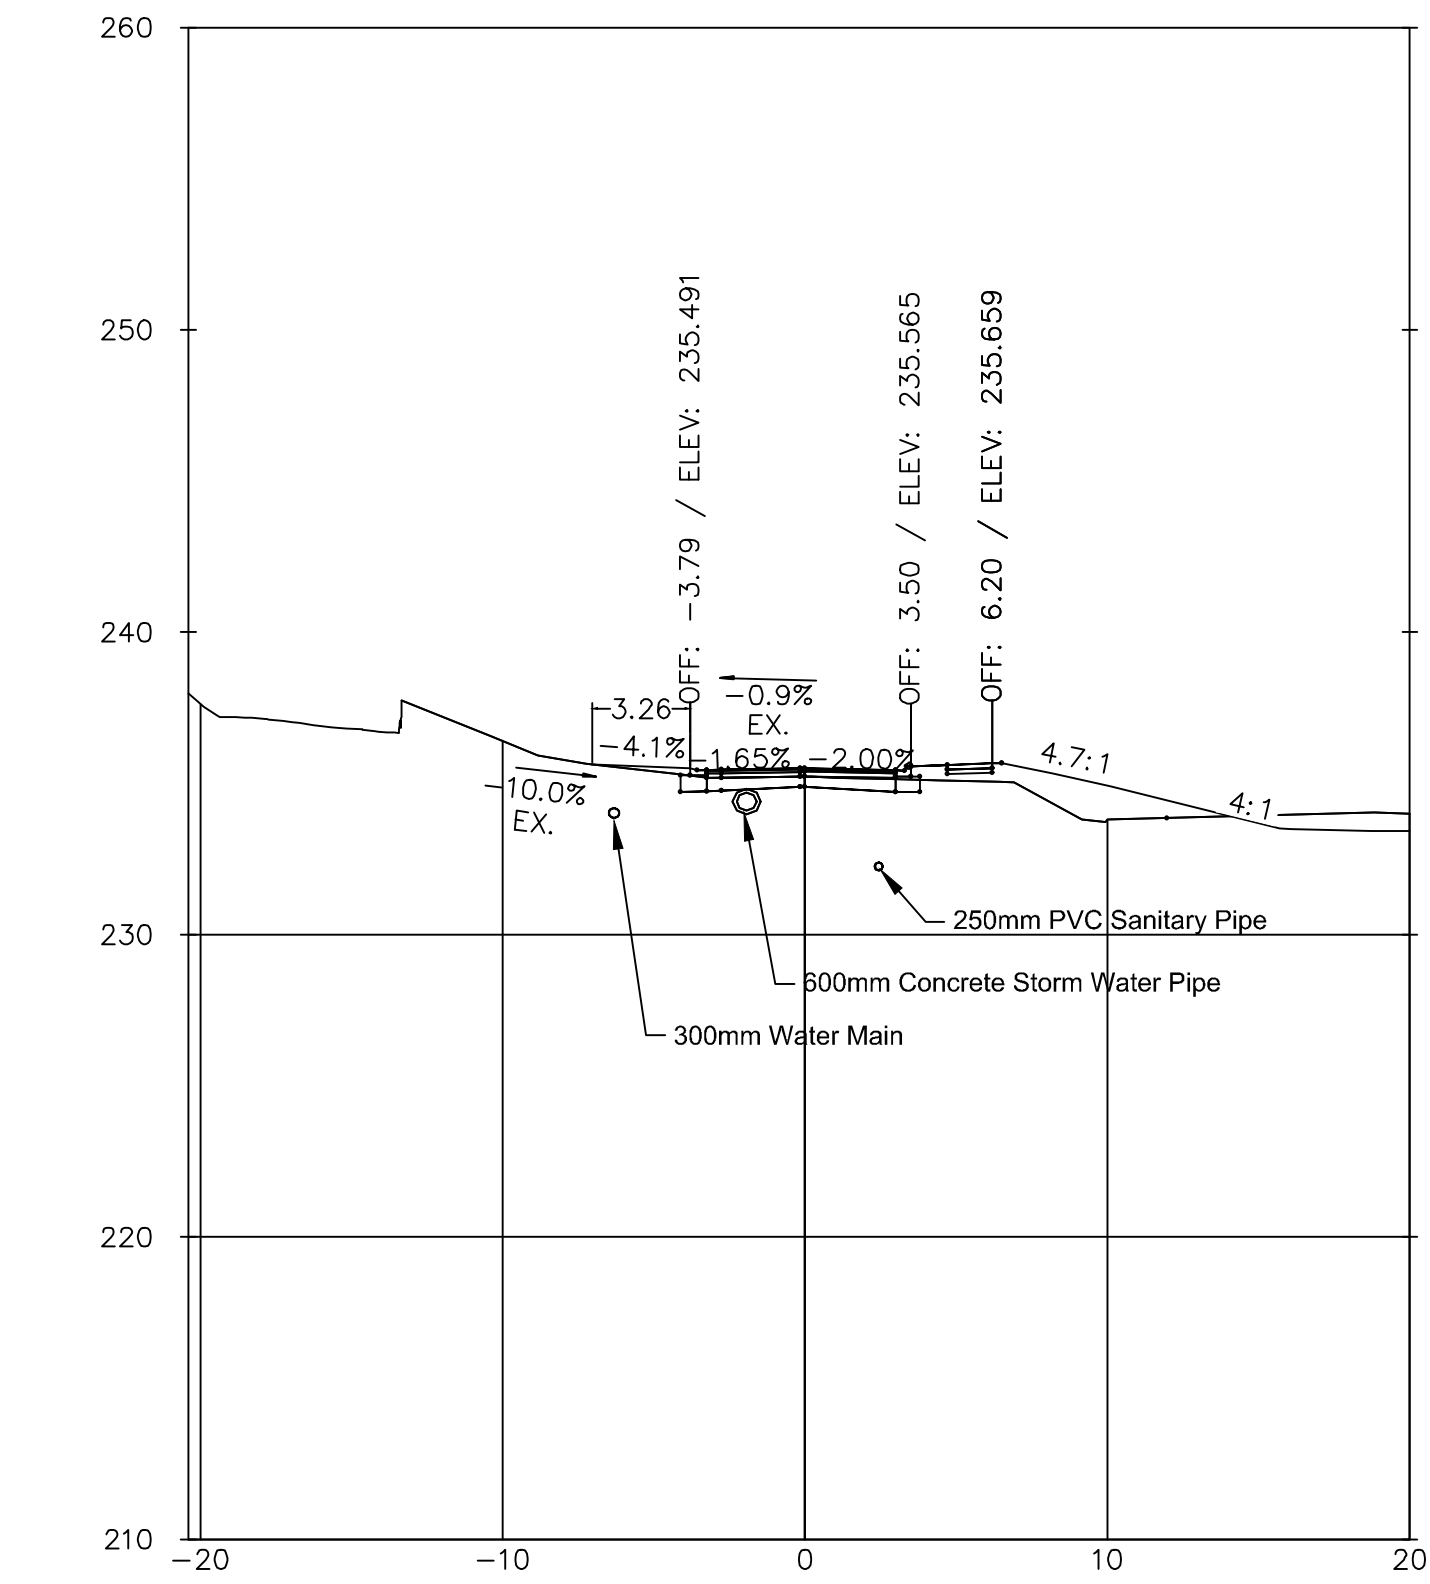 260
250
240
230
220
210
-20
-10
0
10
20
OFF: -3.79 / ELEV: 235.491
OFF: 3.50 / ELEV: 235.565
OFF: 6.20 / ELEV: 235.659
-0.9%
EX.
3.26
-4.1%
-1.65%
-2.00%
4.7:1
4:1
-10.0%
EX.
250mm PVC Sanitary Pipe
600mm Concrete Storm Water Pipe
300mm Water Main